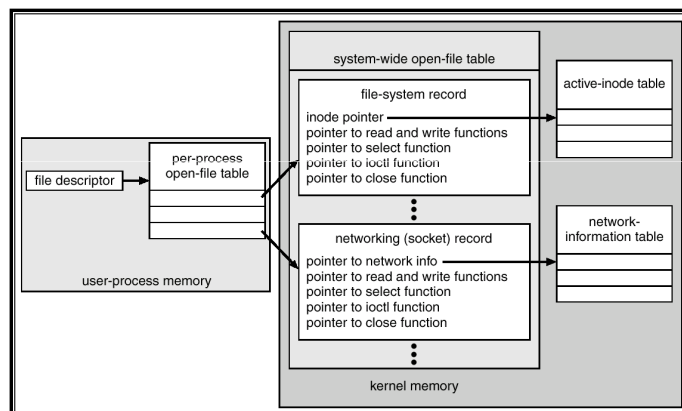 system-wide open-file table
file-system record
inode pointer
pointer to read and write functions
pointer to select function
pointer to ioctl function
pointer to close function
active-inode table
per-process
open-file table
file descriptor
user-process memory
networking (socket) record
pointer to network info
pointer to read and write functions
pointer to select function
pointer to ioctl function
pointer to close function
network-
information table
kernel memory